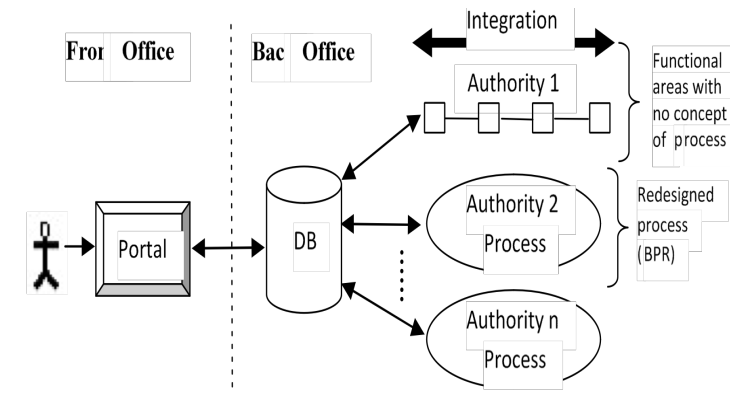 Fron Office
Bac Office
Integration
Authority 1
Functional
areas with
no concept
of process
Portal
DB
Authority 2
Process
Redesigned
process
(BPR)
Authority n
Process